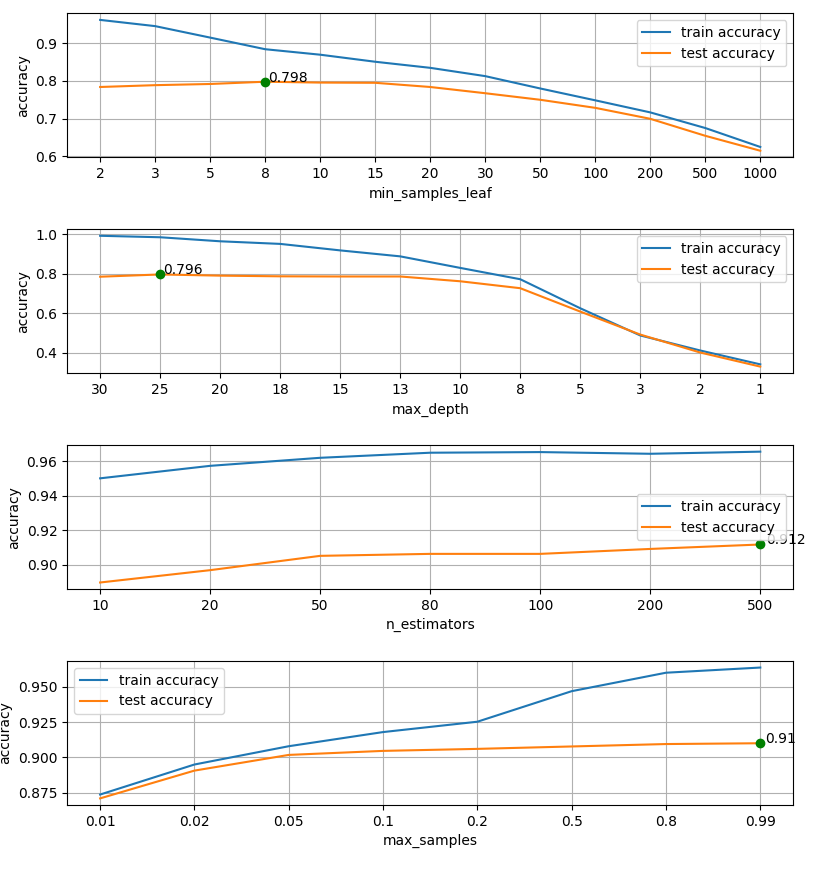 train accuracy
test accuracy
0.798
accuracy
0.9
0.8
0.7
0.6
2 3 5 8 10 15 20 30 50 100 200 500 1000
min_samples_leaf
train accuracy
test accuracy
0.796
accuracy
1.0
0.8
0.6
0.4
30 25 20 18 15 13 10 8 5 3 2 1
max_depth
train accuracy
test accuracy
0.912
accuracy
0.96
0.94
0.92
0.90
10 20 50 80 100 200 500
n_estimators
train accuracy
test accuracy
0.91
accuracy
0.950
0.925
0.900
0.875
0.01 0.02 0.05 0.1 0.2 0.5 0.8 0.99
max_samples